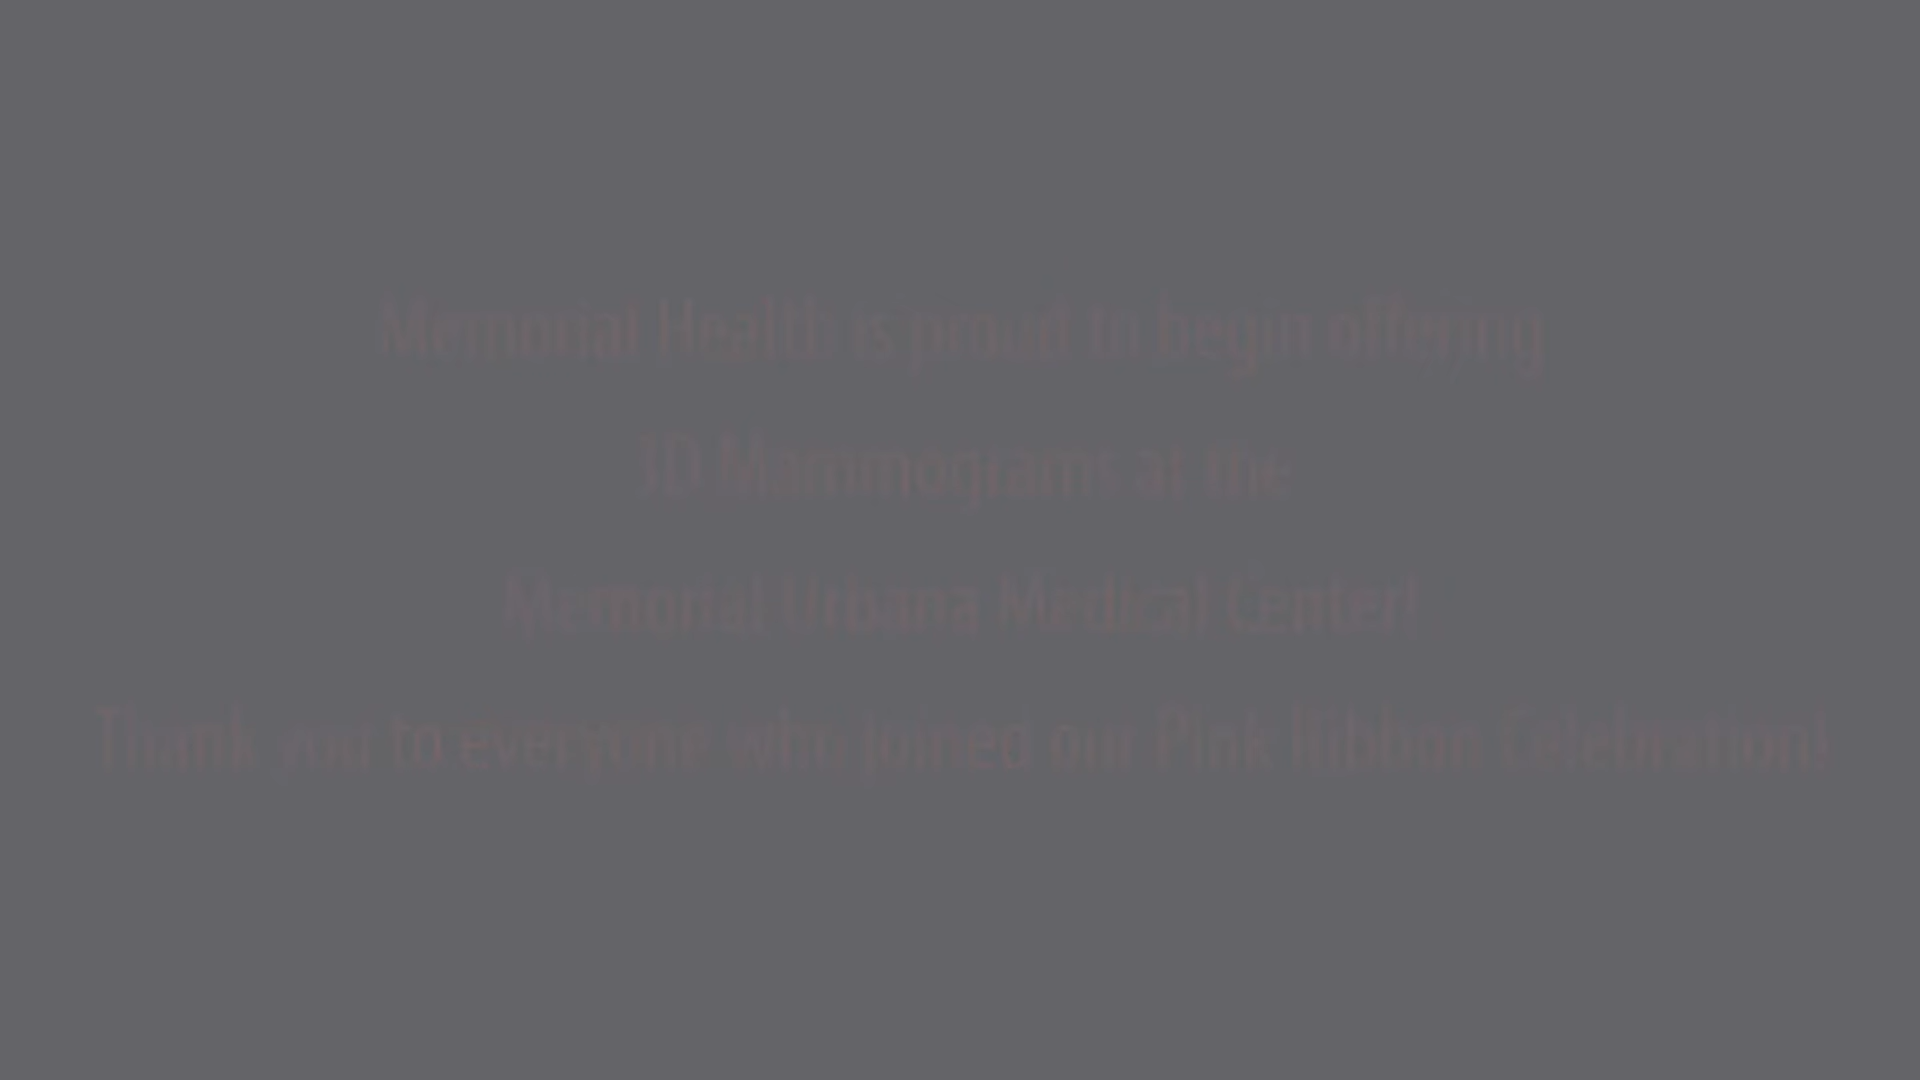 Memorial Health is proud to begin offering
3D Mammograms at the
Memorial Urbana Medical Center!
Thank you to everyone who joined our Pink Ribbon Celebration!